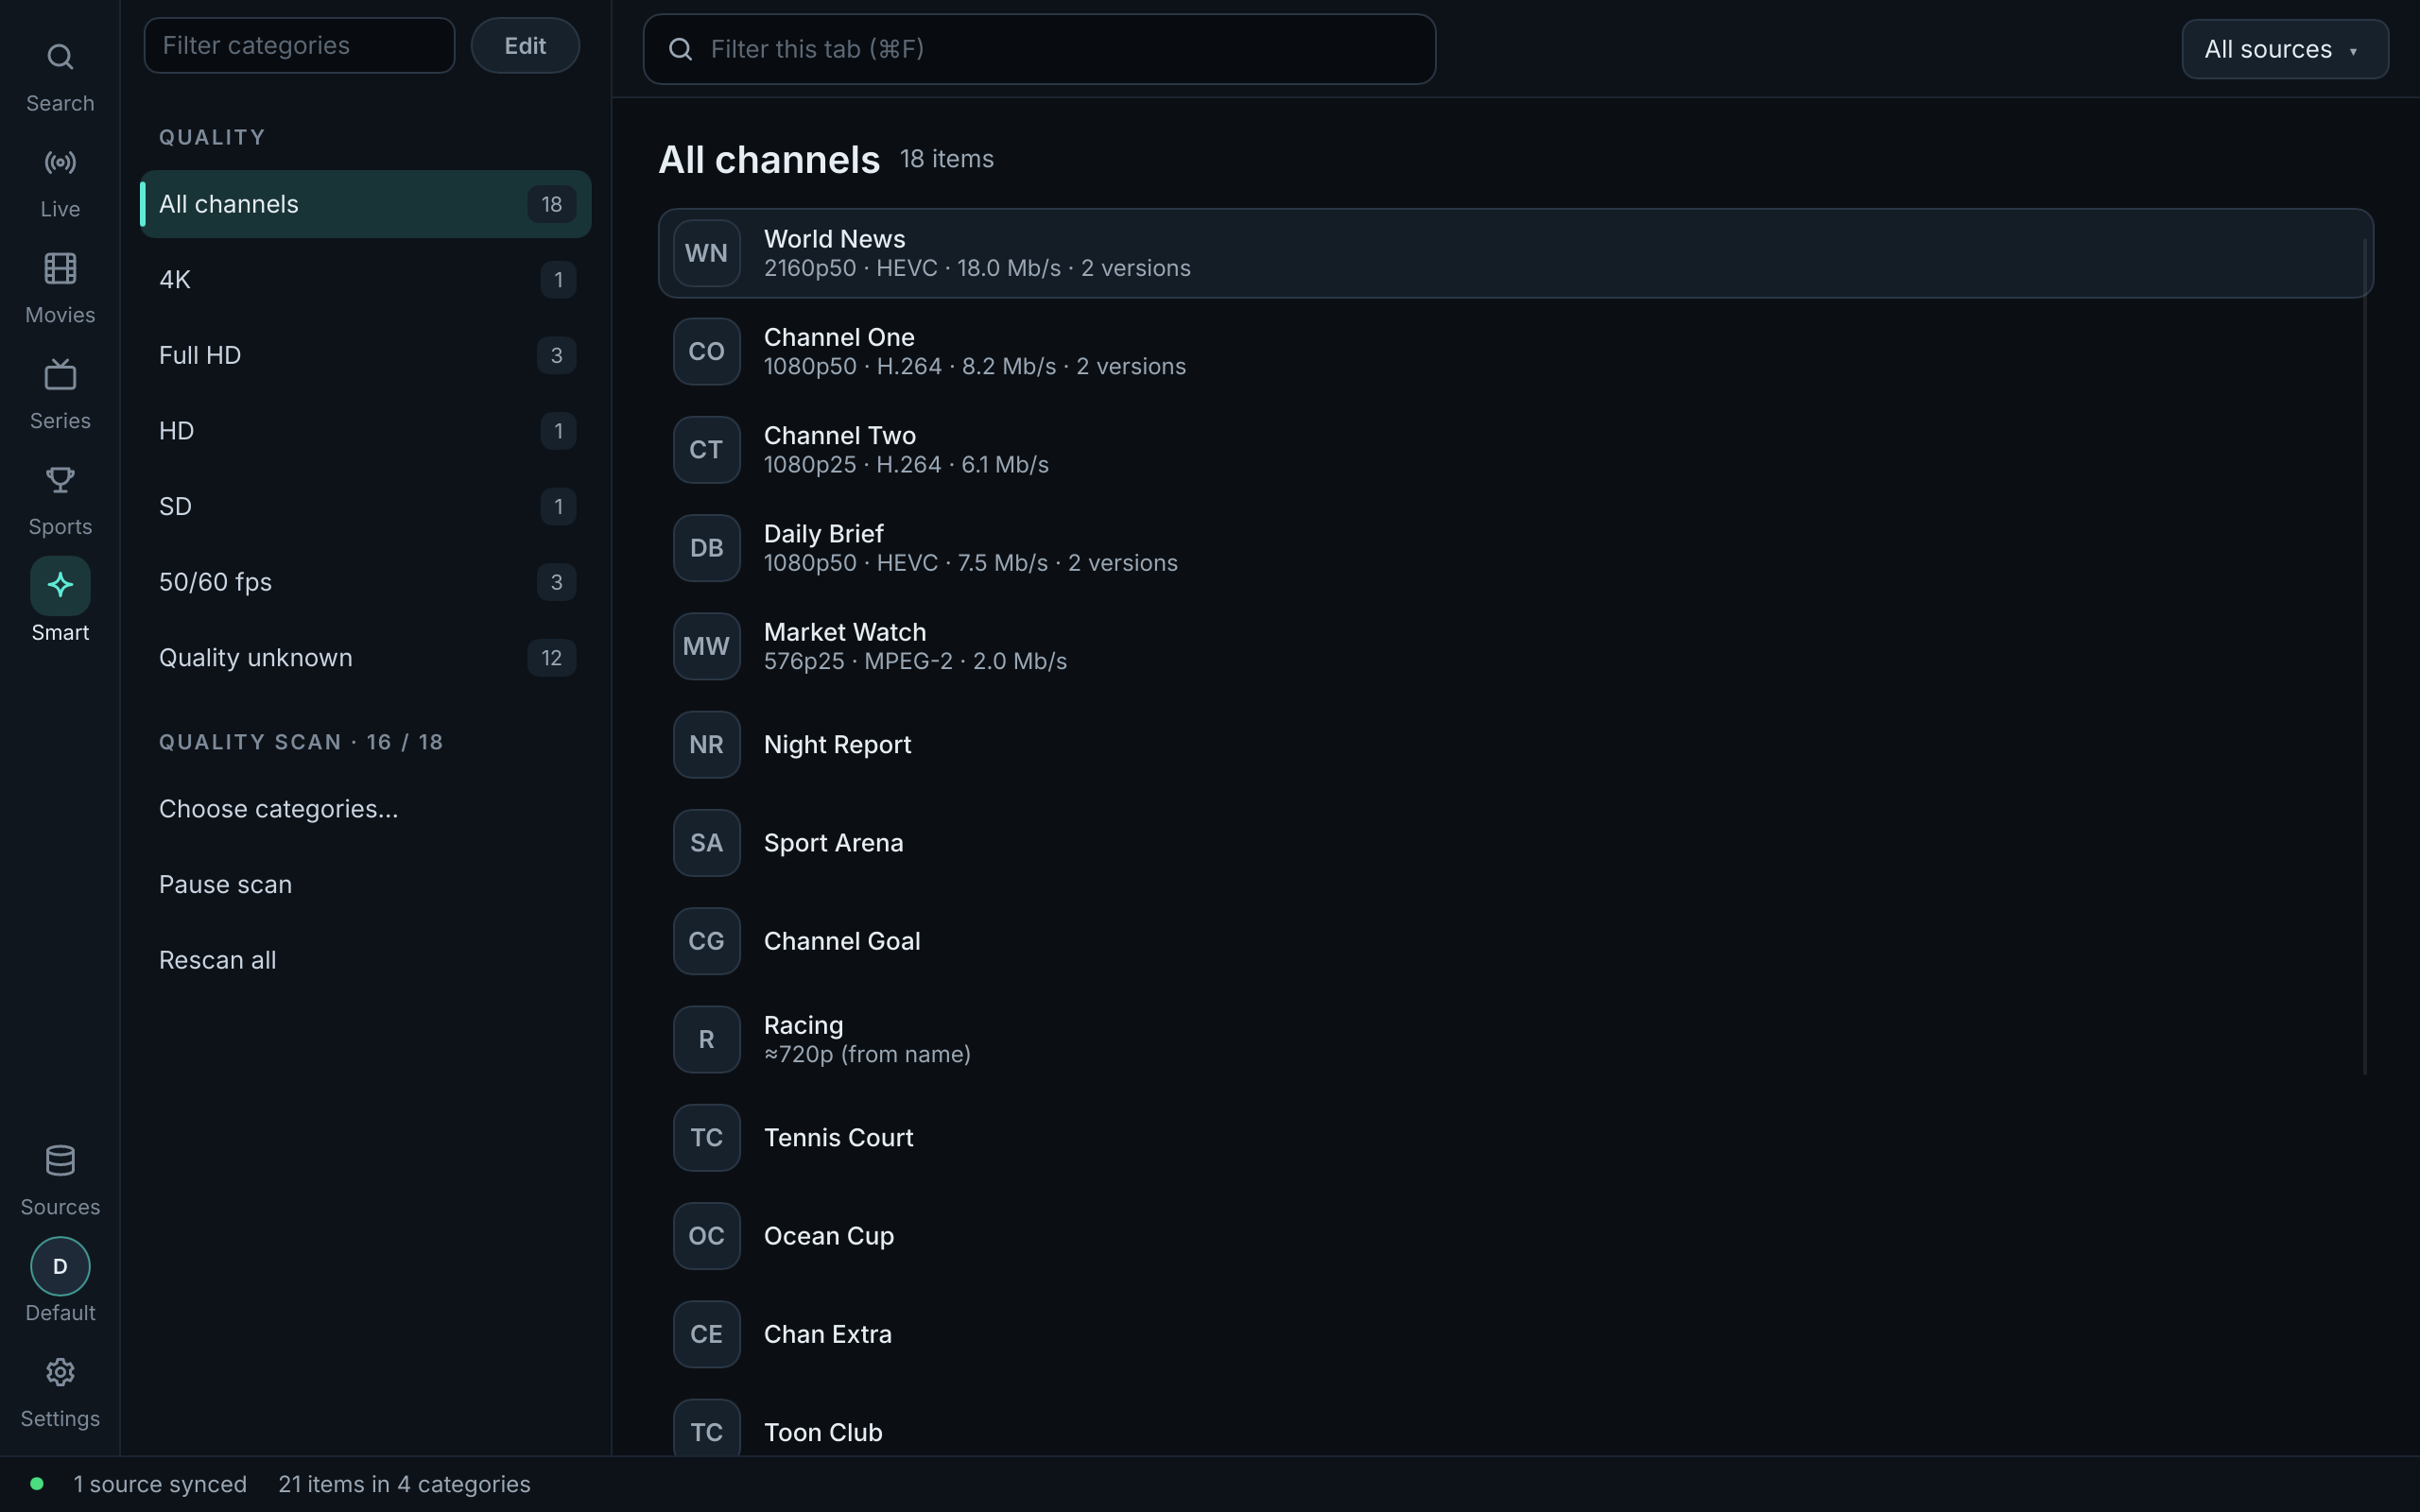 Search
Live
Movies
Series
Sports
Smart
Sources
D
Default
Settings
Filter categories
Edit
QUALITY
All channels 18
4K 1
Full HD 3
HD 1
SD 1
50/60 fps 3
Quality unknown 12
QUALITY SCAN · 16 / 18
Choose categories...
Pause scan
Rescan all
Filter this tab (⌘F)
All sources ▾
All channels 18 items
WN
World News
2160p50 · HEVC · 18.0 Mb/s · 2 versions
CO
Channel One
1080p50 · H.264 · 8.2 Mb/s · 2 versions
CT
Channel Two
1080p25 · H.264 · 6.1 Mb/s
DB
Daily Brief
1080p50 · HEVC · 7.5 Mb/s · 2 versions
MW
Market Watch
576p25 · MPEG-2 · 2.0 Mb/s
NR
Night Report
SA
Sport Arena
CG
Channel Goal
R
Racing
≈720p (from name)
TC
Tennis Court
OC
Ocean Cup
CE
Chan Extra
TC
Toon Club
1 source synced 21 items in 4 categories